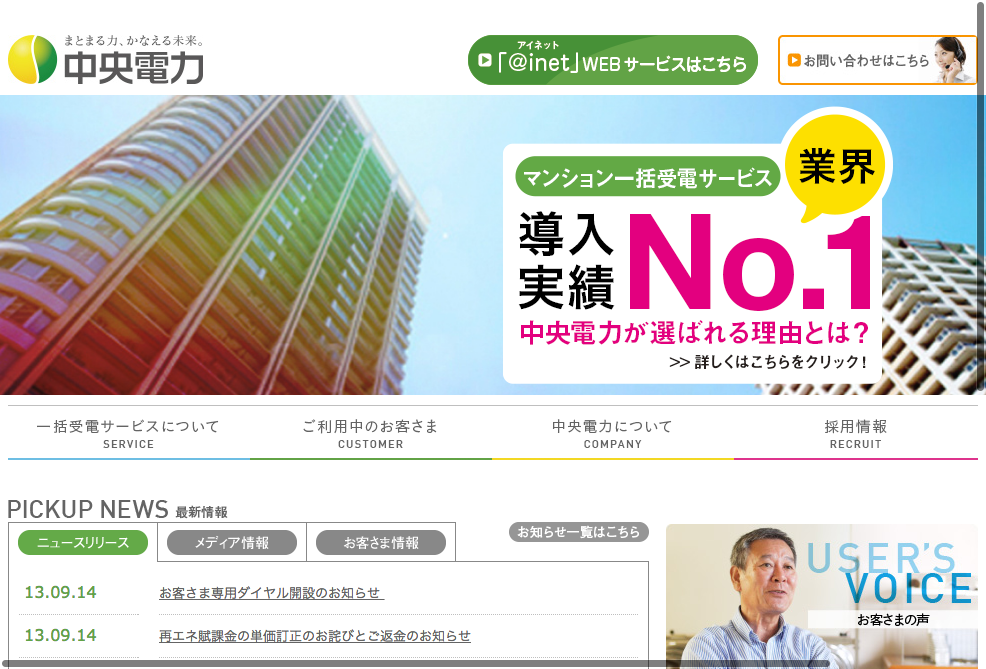 まとまる力、かなえる未来。
中央電力
アイネット
「@inet」WEBサービスはこちら
お問い合わせはこちら
マンション一括受電サービス
業界
導入
実績
No.1
中央電力が選ばれる理由とは?
>> 詳しくはこちらをクリック!
一括受電サービスについて
SERVICE
ご利用中のお客さま
CUSTOMER
中央電力について
COMPANY
採用情報
RECRUIT
PICKUP NEWS 最新情報
ニュースリリース
メディア情報
お客さま情報
お知らせ一覧はこちら
13.09.14 お客さま専用ダイヤル開設のお知らせ
13.09.14 再エネ賦課金の単価訂正のお詫びとご返金のお知らせ
USER'S
VOICE
お客さまの声